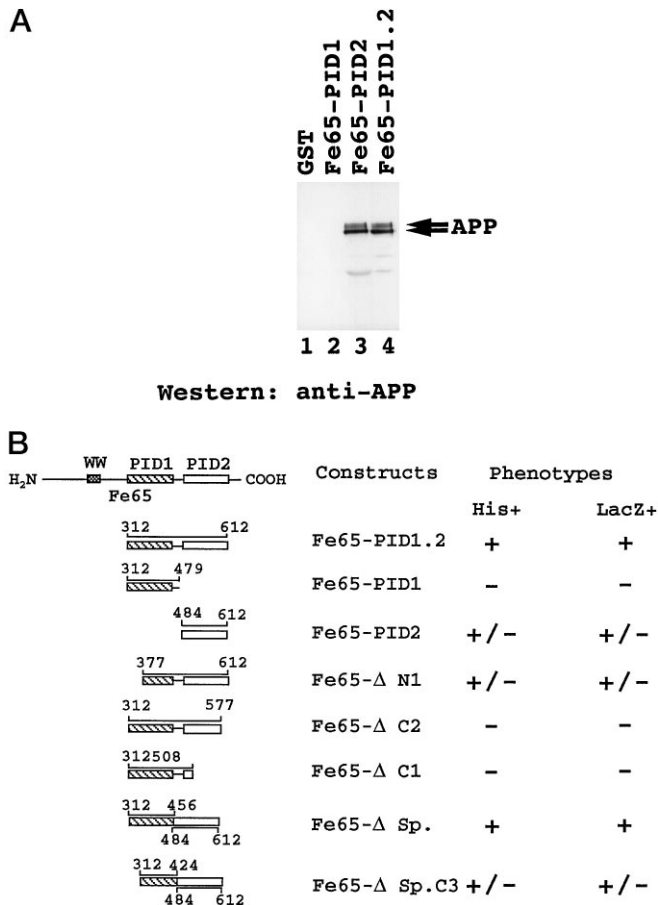 A
GST
Fe65-PID1
Fe65-PID2
Fe65-PID1.2
APP
1 2 3 4
Western: anti-APP
B
WW PID1 PID2
H₂N COOH
Fe65
Constructs Phenotypes
His+ LacZ+
312 612
Fe65-PID1.2 + +
312 479
Fe65-PID1 - -
484 612
Fe65-PID2 +/- +/-
377 612
Fe65-Δ N1 +/- +/-
312 577
Fe65-Δ C2 - -
312508
Fe65-Δ C1 - -
312 456
Fe65-Δ Sp. + +
484 612
312 424
Fe65-Δ Sp.C3 +/- +/-
484 612